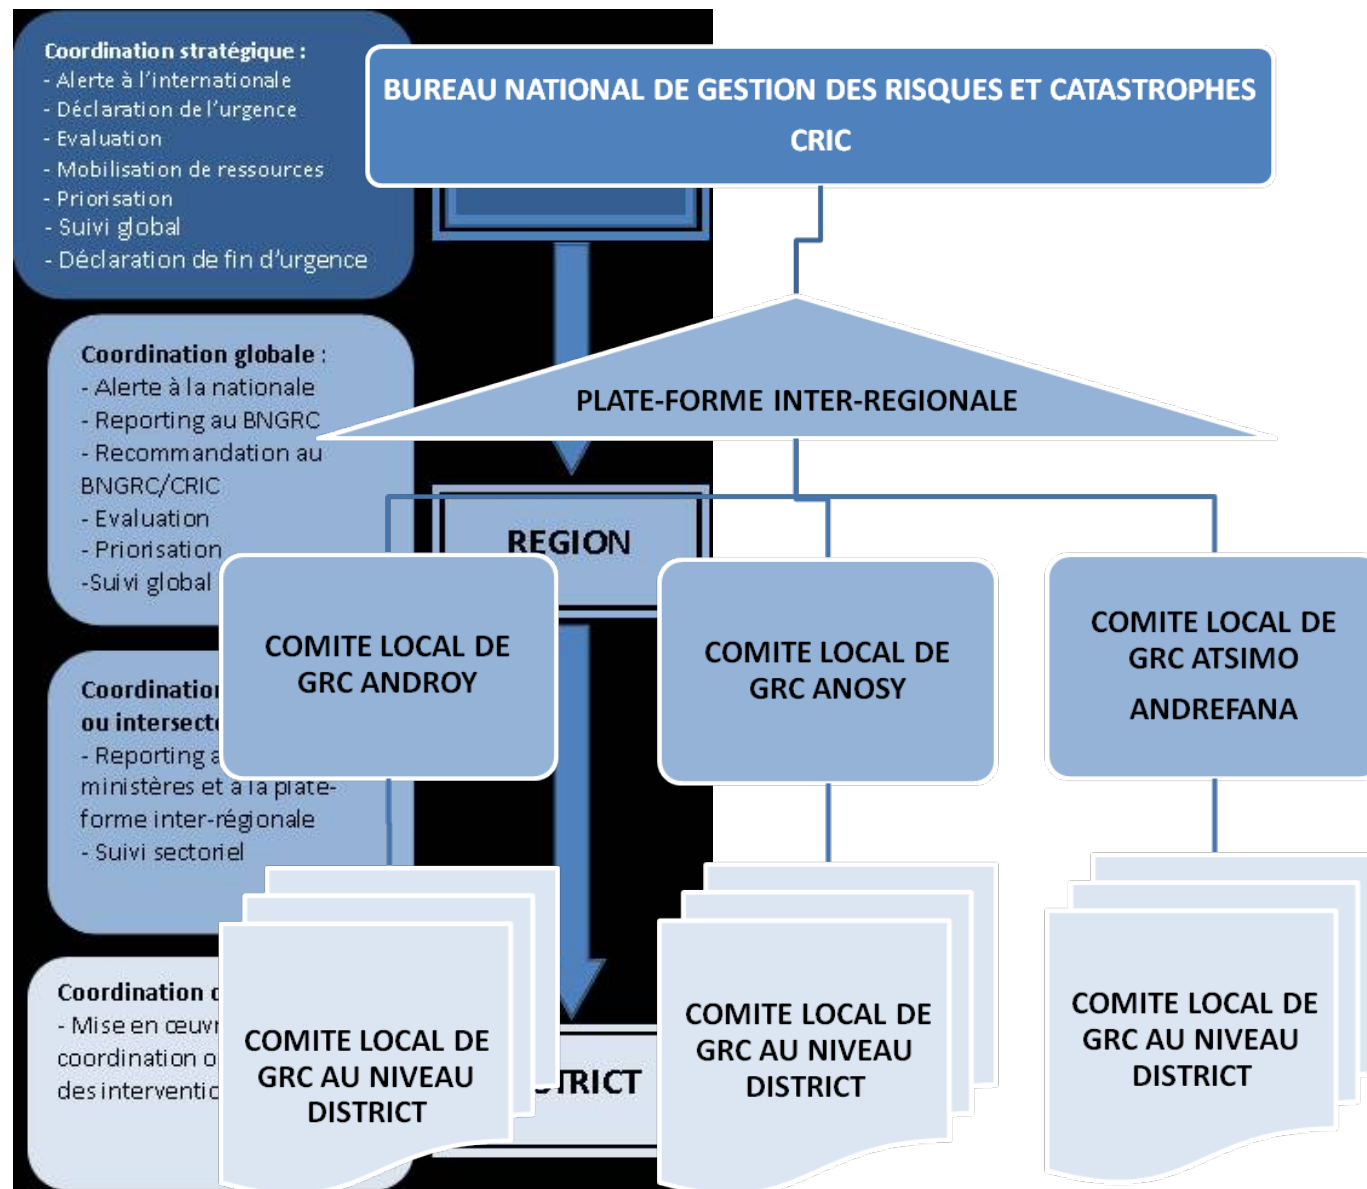 Coordination stratégique :
- Alerte à l'internationale
- Déclaration de l'urgence
- Evaluation
- Mobilisation de ressources
- Priorisation
- Suivi global
- Déclaration de fin d'urgence
BUREAU NATIONAL DE GESTION DES RISQUES ET CATASTROPHES
CRIC
Coordination globale :
- Alerte à la nationale
- Reporting au BNGRC
- Recommandation au
BNGRC/CRIC
- Evaluation
- Priorisation
-Suivi global
PLATE-FORME INTER-REGIONALE
REGION
COMITE LOCAL DE
GRC ANDROY
COMITE LOCAL DE
GRC ANOSY
COMITE LOCAL DE
GRC ATSIMO
ANDREFANA
Coordination
ou
- Reporting
ministères et à la plate-
forme inter-régionale
- Suivi sectoriel
Coordination
- Mise en
coordination
des
COMITE LOCAL DE
GRC AU NIVEAU
DISTRICT
COMITE LOCAL DE
GRC AU NIVEAU
DISTRICT
COMITE LOCAL DE
GRC AU NIVEAU
DISTRICT